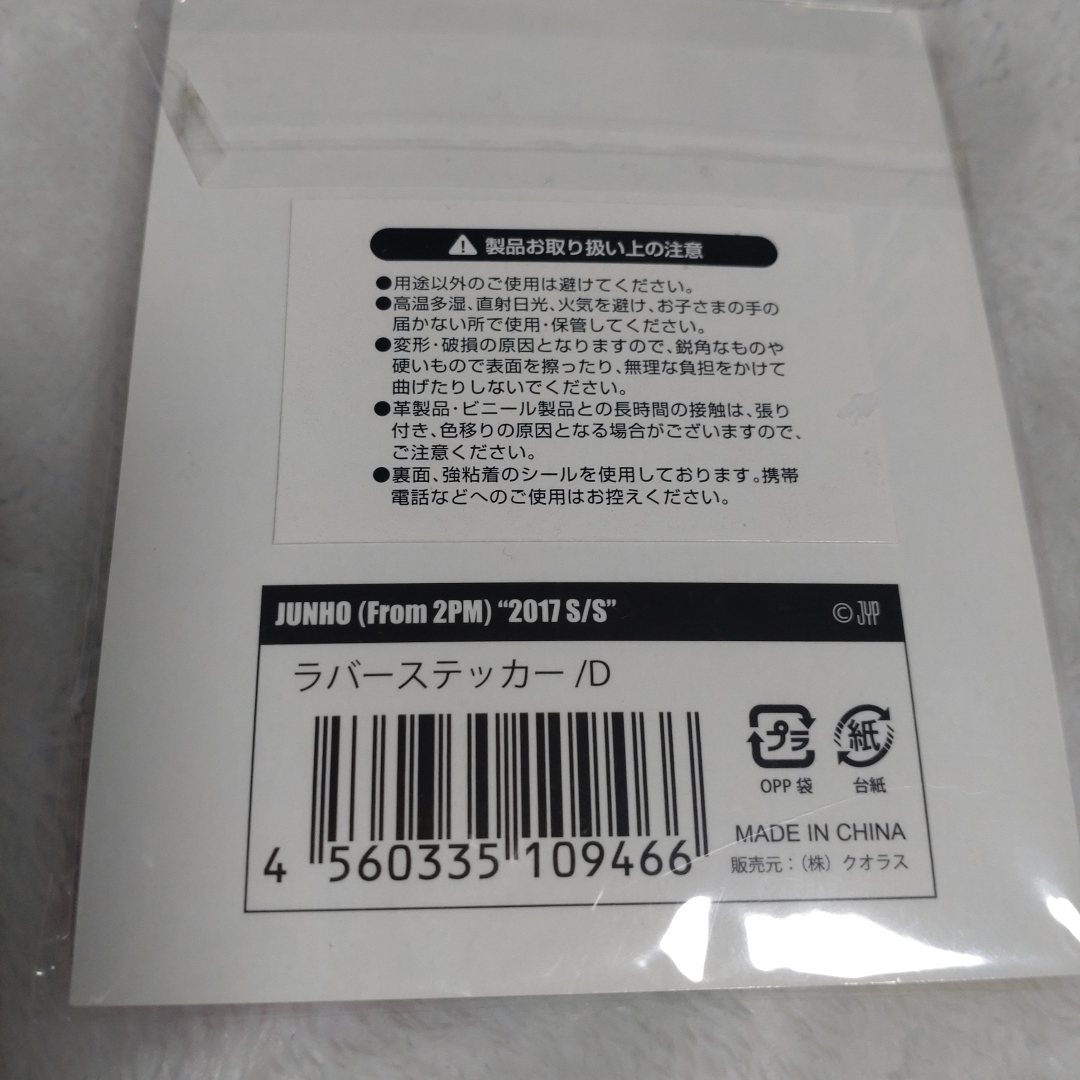 ⚠ 製品お取り扱い上の注意
●用途以外のご使用は避けてください。
●高温多湿、直射日光、火気を避け、お子さまの手の
届かない所で使用・保管してください。
●変形・破損の原因となりますので、鋭角なものや
硬いもので表面を擦ったり、無理な負担をかけて
曲げたりしないでください。
●革製品・ビニール製品との長時間の接触は、張り
付き、色移りの原因となる場合がございますので、
ご注意ください。
●裏面、強粘着のシールを使用しております。携帯
電話などへのご使用はお控えください。
JUNHO (From 2PM) “2017 S/S” © JYP
ラバーステッカー /D
プラ 紙
OPP 袋 台紙
MADE IN CHINA
販売元：（株）クオラス
4 560335 109466